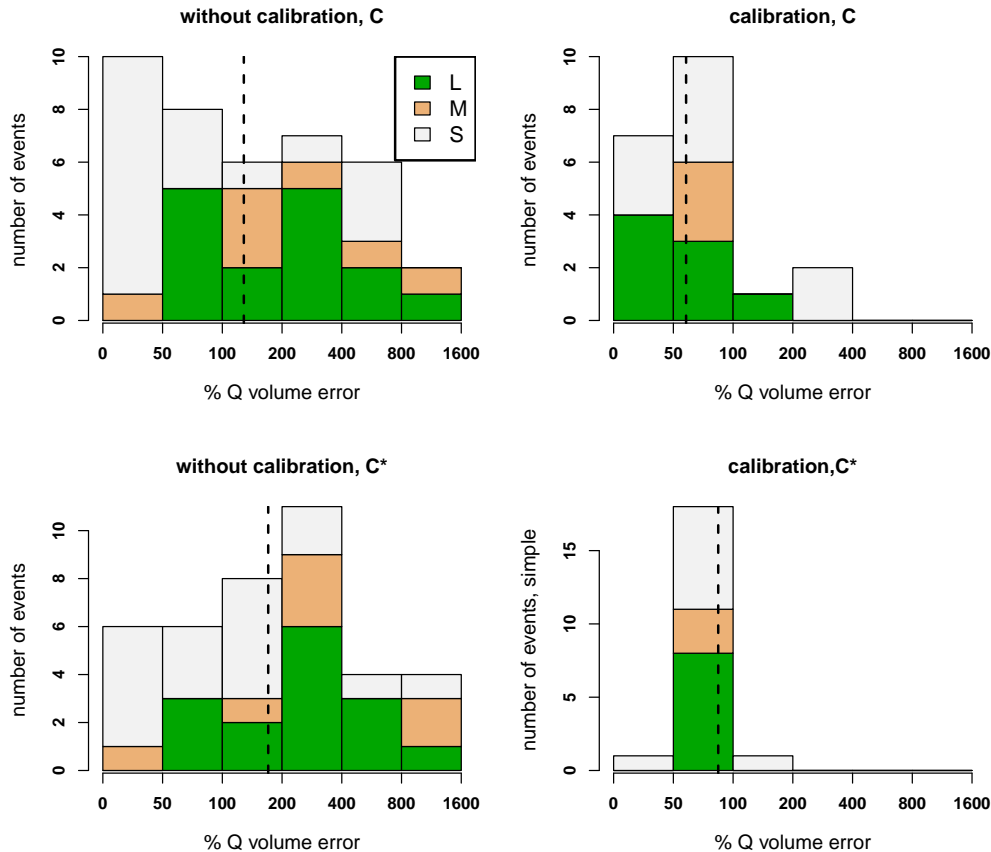 without calibration, C
number of events
0 2 4 6 8 10
L
M
S
0 50 100 200 400 800 1600
% Q volume error
calibration, C
number of events
0 2 4 6 8 10
0 50 100 200 400 800 1600
% Q volume error
without calibration, C*
number of events
0 2 4 6 8 10
0 50 100 200 400 800 1600
% Q volume error
calibration,C*
number of events, simple
0 5 10 15
0 50 100 200 400 800 1600
% Q volume error